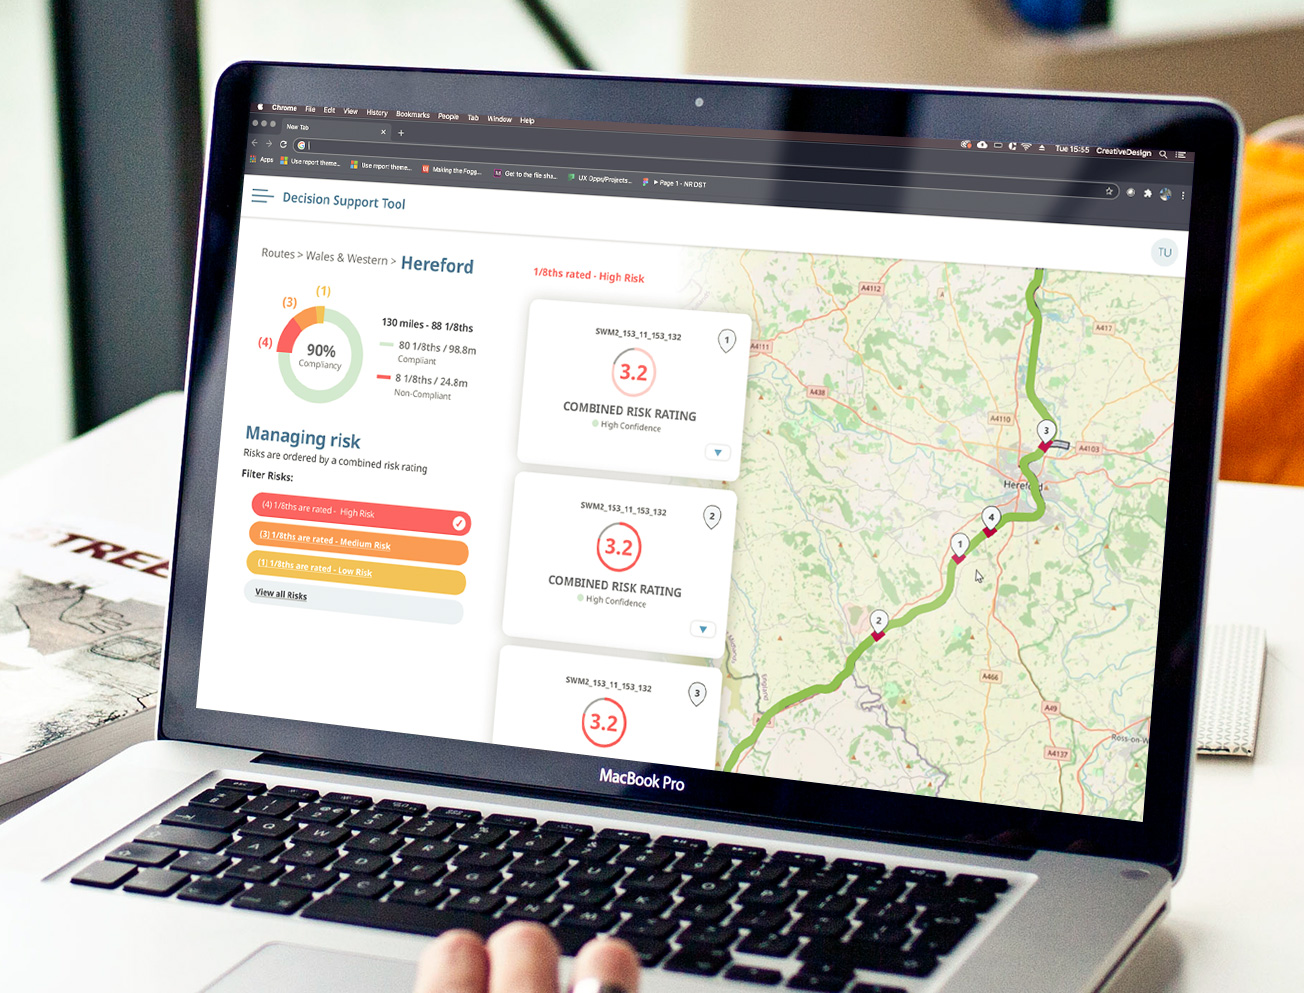 Chrome File Edit View History Bookmarks People Tab Window Help
Tue 15:55 CreativeDesign
New Tab
Apps Use report theme... Use report theme... Making the Fogg... Get to the file sha... UX Opps/Projects... Page 1 - NR DST
Decision Support Tool
TU
Routes > Wales & Western > Hereford
(1)
(3)
(4)
90%
Compliancy
130 miles - 88 1/8ths
80 1/8ths / 98.8m
Compliant
8 1/8ths / 24.8m
Non-Compliant
Managing risk
Risks are ordered by a combined risk rating
Filter Risks:
(4) 1/8ths are rated - High Risk
(3) 1/8ths are rated - Medium Risk
(1) 1/8ths are rated - Low Risk
View all Risks
1/8ths rated - High Risk
SWM2_153_11_153_132
1
3.2
COMBINED RISK RATING
High Confidence
SWM2_153_11_153_132
2
3.2
COMBINED RISK RATING
High Confidence
SWM2_153_11_153_132
3
3.2
A4112
A417
A4111
A438
A4110
3
A4103
Hereford
4
1
2
A466
A49
Ross-on-W
A4137
STREE
MacBook Pro
Q W E R T Y U
A S D F G H J K L
Z X C V B N M